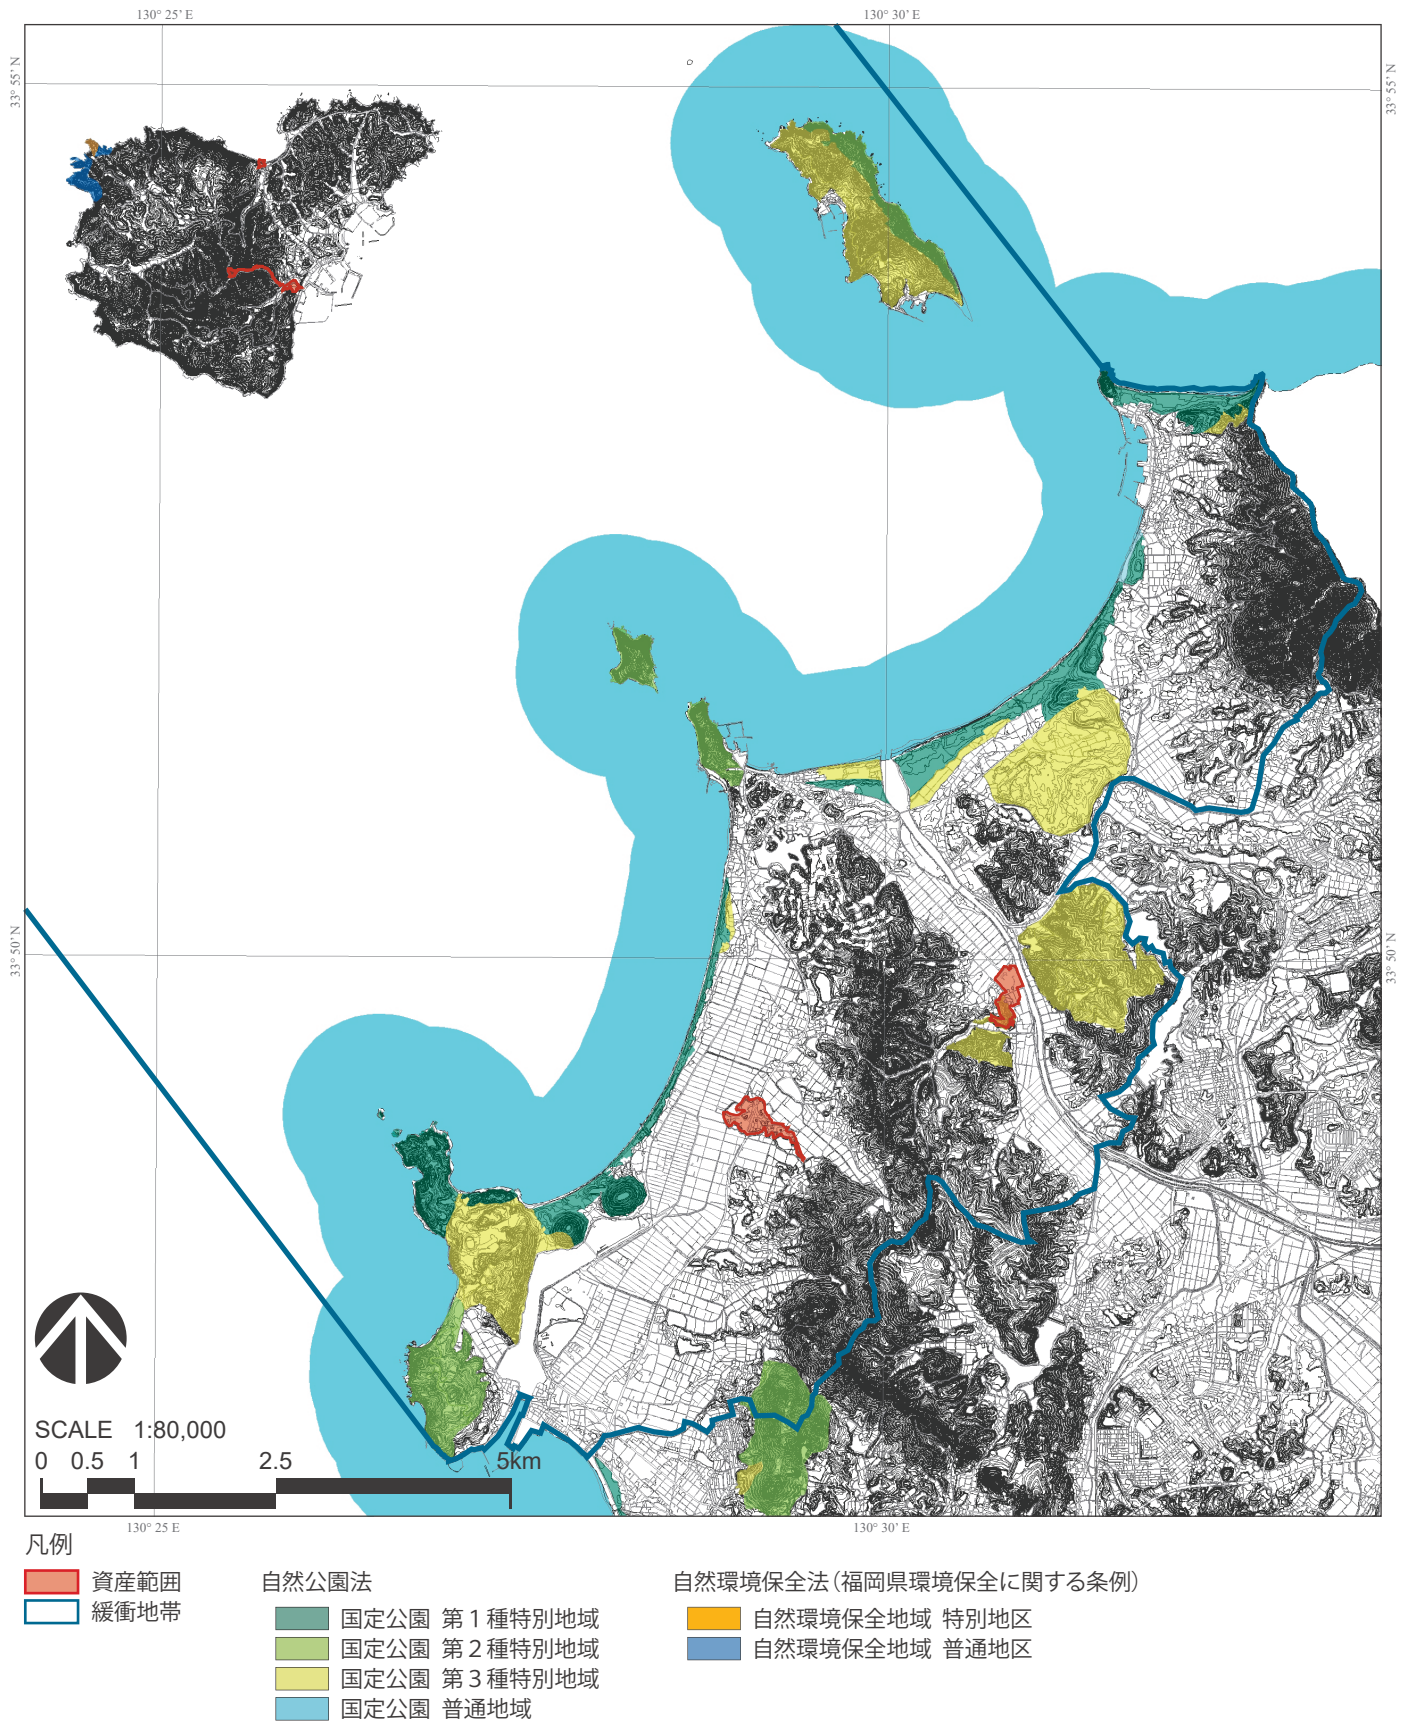 130° 25’ E
130° 30’ E
33° 55’ N
33° 55’ N
33° 50’ N
33° 50’ N
SCALE 1:80,000
0 0.5 1 2.5 5km
130° 25 E
130° 30’ E
凡例
資産範囲
緩衝地帯
自然公園法
国定公園 第1種特別地域
国定公園 第2種特別地域
国定公園 第3種特別地域
国定公園 普通地域
自然環境保全法（福岡県環境保全に関する条例）
自然環境保全地域 特別地区
自然環境保全地域 普通地区